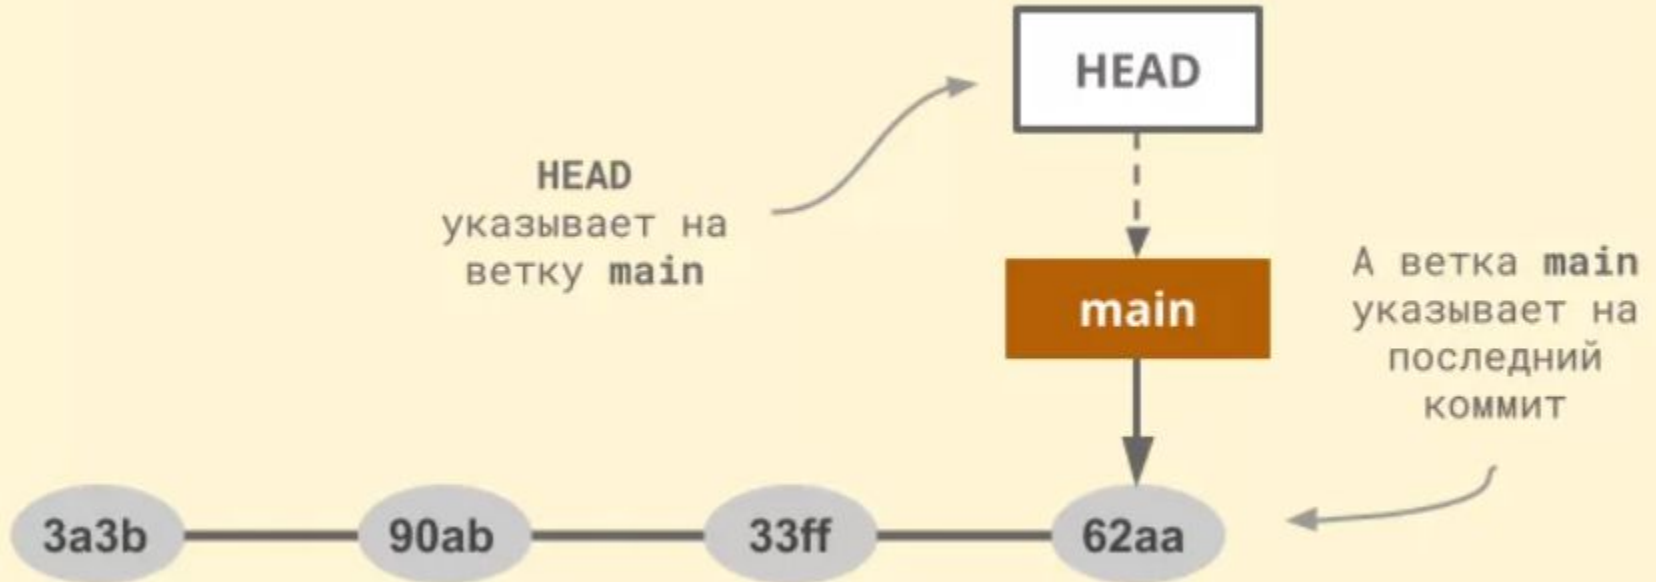 HEAD
HEAD
указывает на
ветку main
main
А ветка main
указывает на
последний
коммит
3a3b
90ab
33ff
62aa